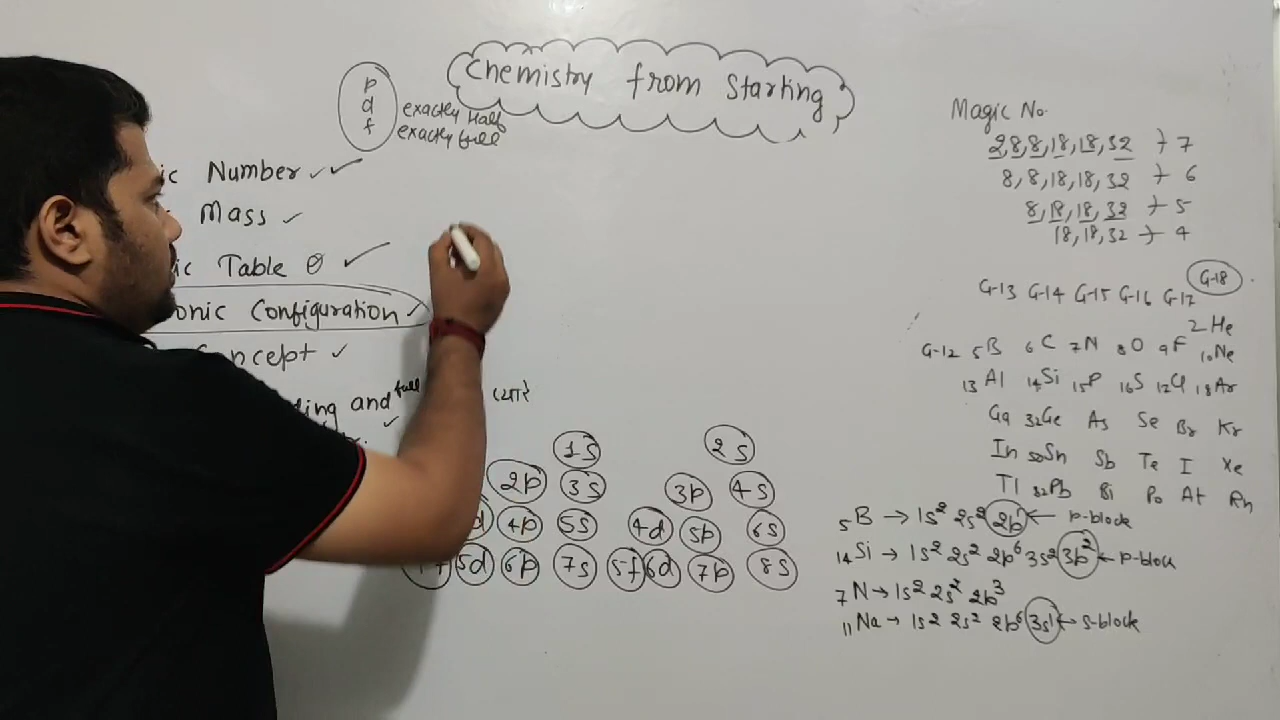 Chemistry from Starting
p
d
f
exactly Half
exactly full
ic Number
Mass
ic Table
onic Configuration
Concept
ding and full
1s 2s
2p 3s 3p 4s
d 4p 5s 4d 5p 6s
f 5d 6p 7s 5f 6d 7p 8s
Magic No.
2,8,8,18,18,32 → 7
8,8,18,18,32 → 6
8,18,18,32 → 5
18,18,32 → 4
G-18
G-13 G-14 G-15 G-16 G-17
2He
G-12 5B 6C 7N 8O 9F 10Ne
13Al 14Si 15P 16S 17Cl 18Ar
Ga 32Ge As Se Br Kr
In 50Sn Sb Te I Xe
Tl 82Pb Bi Po At Rn
5B → 1s² 2s² 2p¹ ← p-block
14Si → 1s² 2s² 2p⁶ 3s² 3p² ← p-block
7N → 1s² 2s² 2p³
11Na → 1s² 2s² 2p⁶ 3s¹ ← s-block